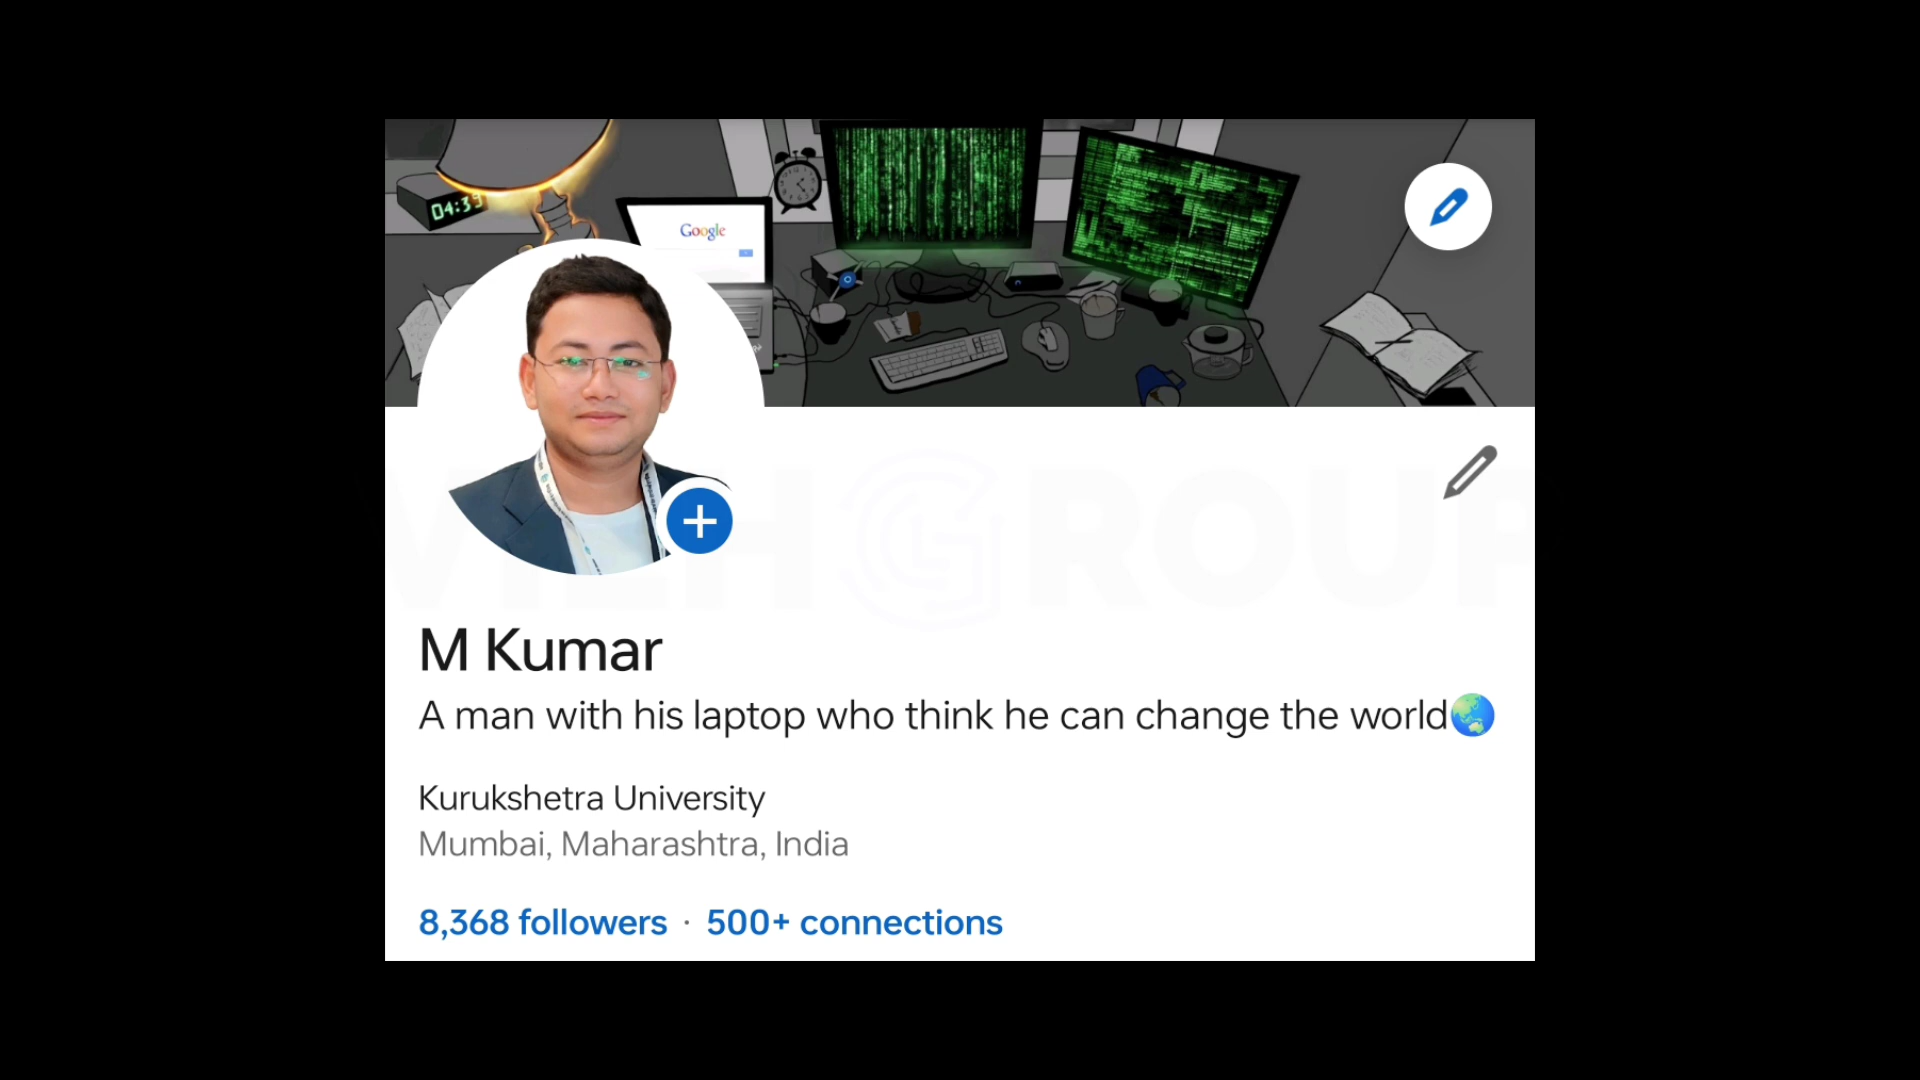 04:33
Google
M Kumar
A man with his laptop who think he can change the world🌏
Kurukshetra University
Mumbai, Maharashtra, India
8,368 followers · 500+ connections